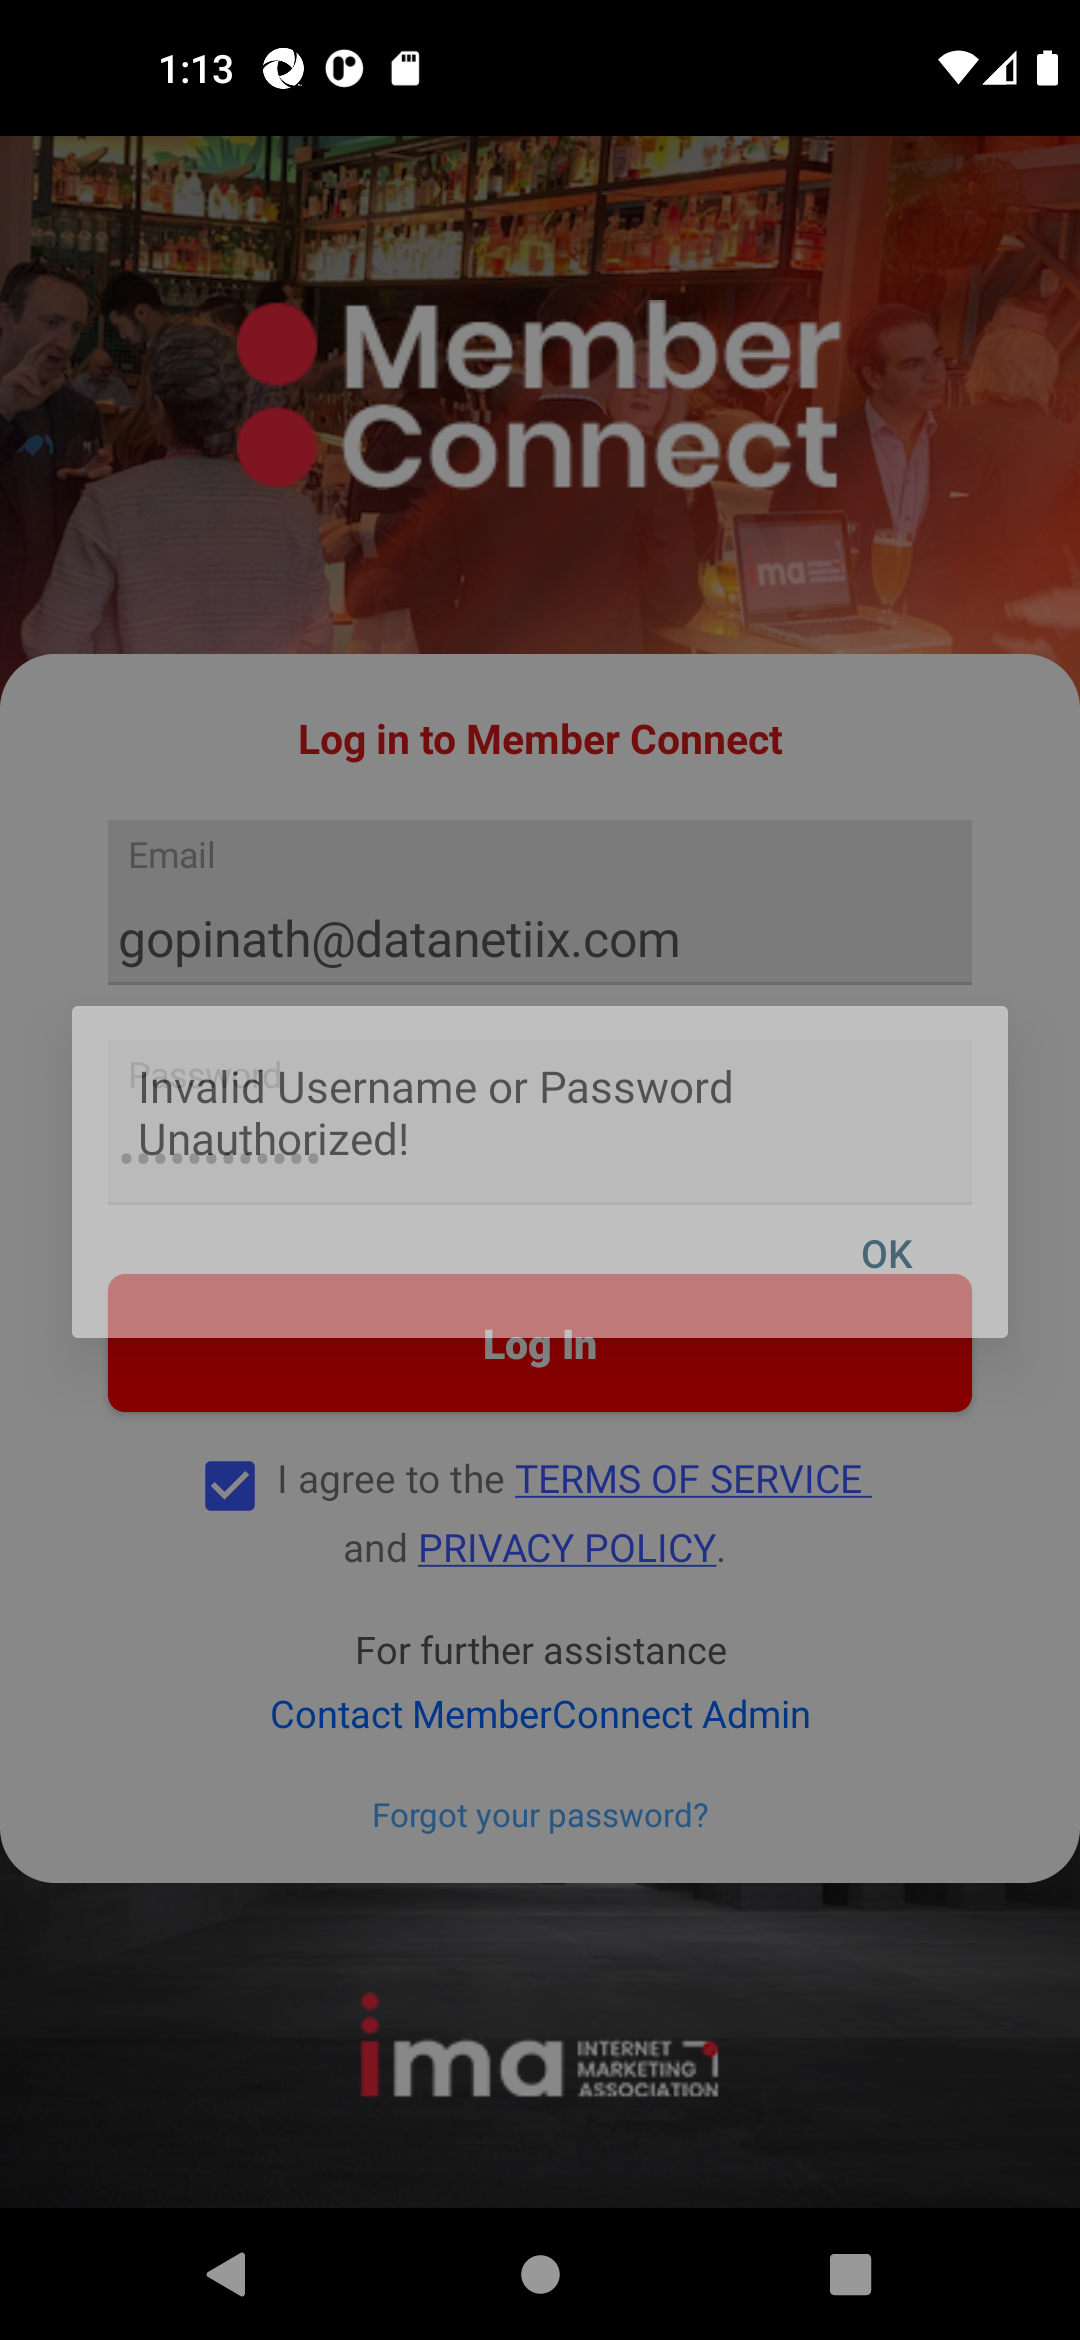 1:13
Member
Connect
ima
Log in to Member Connect
Email
gopinath@datanetiix.com
Password
Invalid Username or Password
Unauthorized!
OK
Log In
I agree to the TERMS OF SERVICE
and PRIVACY POLICY.
For further assistance
Contact MemberConnect Admin
Forgot your password?
ima INTERNET
MARKETING
ASSOCIATION